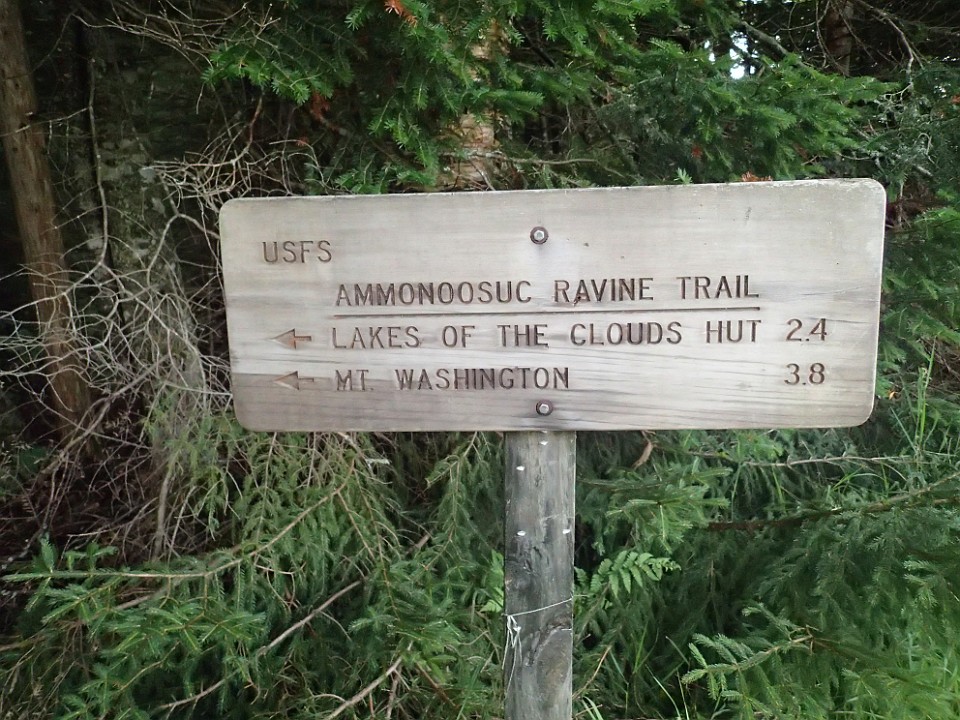 USFS
AMMONOOSUC RAVINE TRAIL
← LAKES OF THE CLOUDS HUT 2.4
← MT. WASHINGTON 3.8